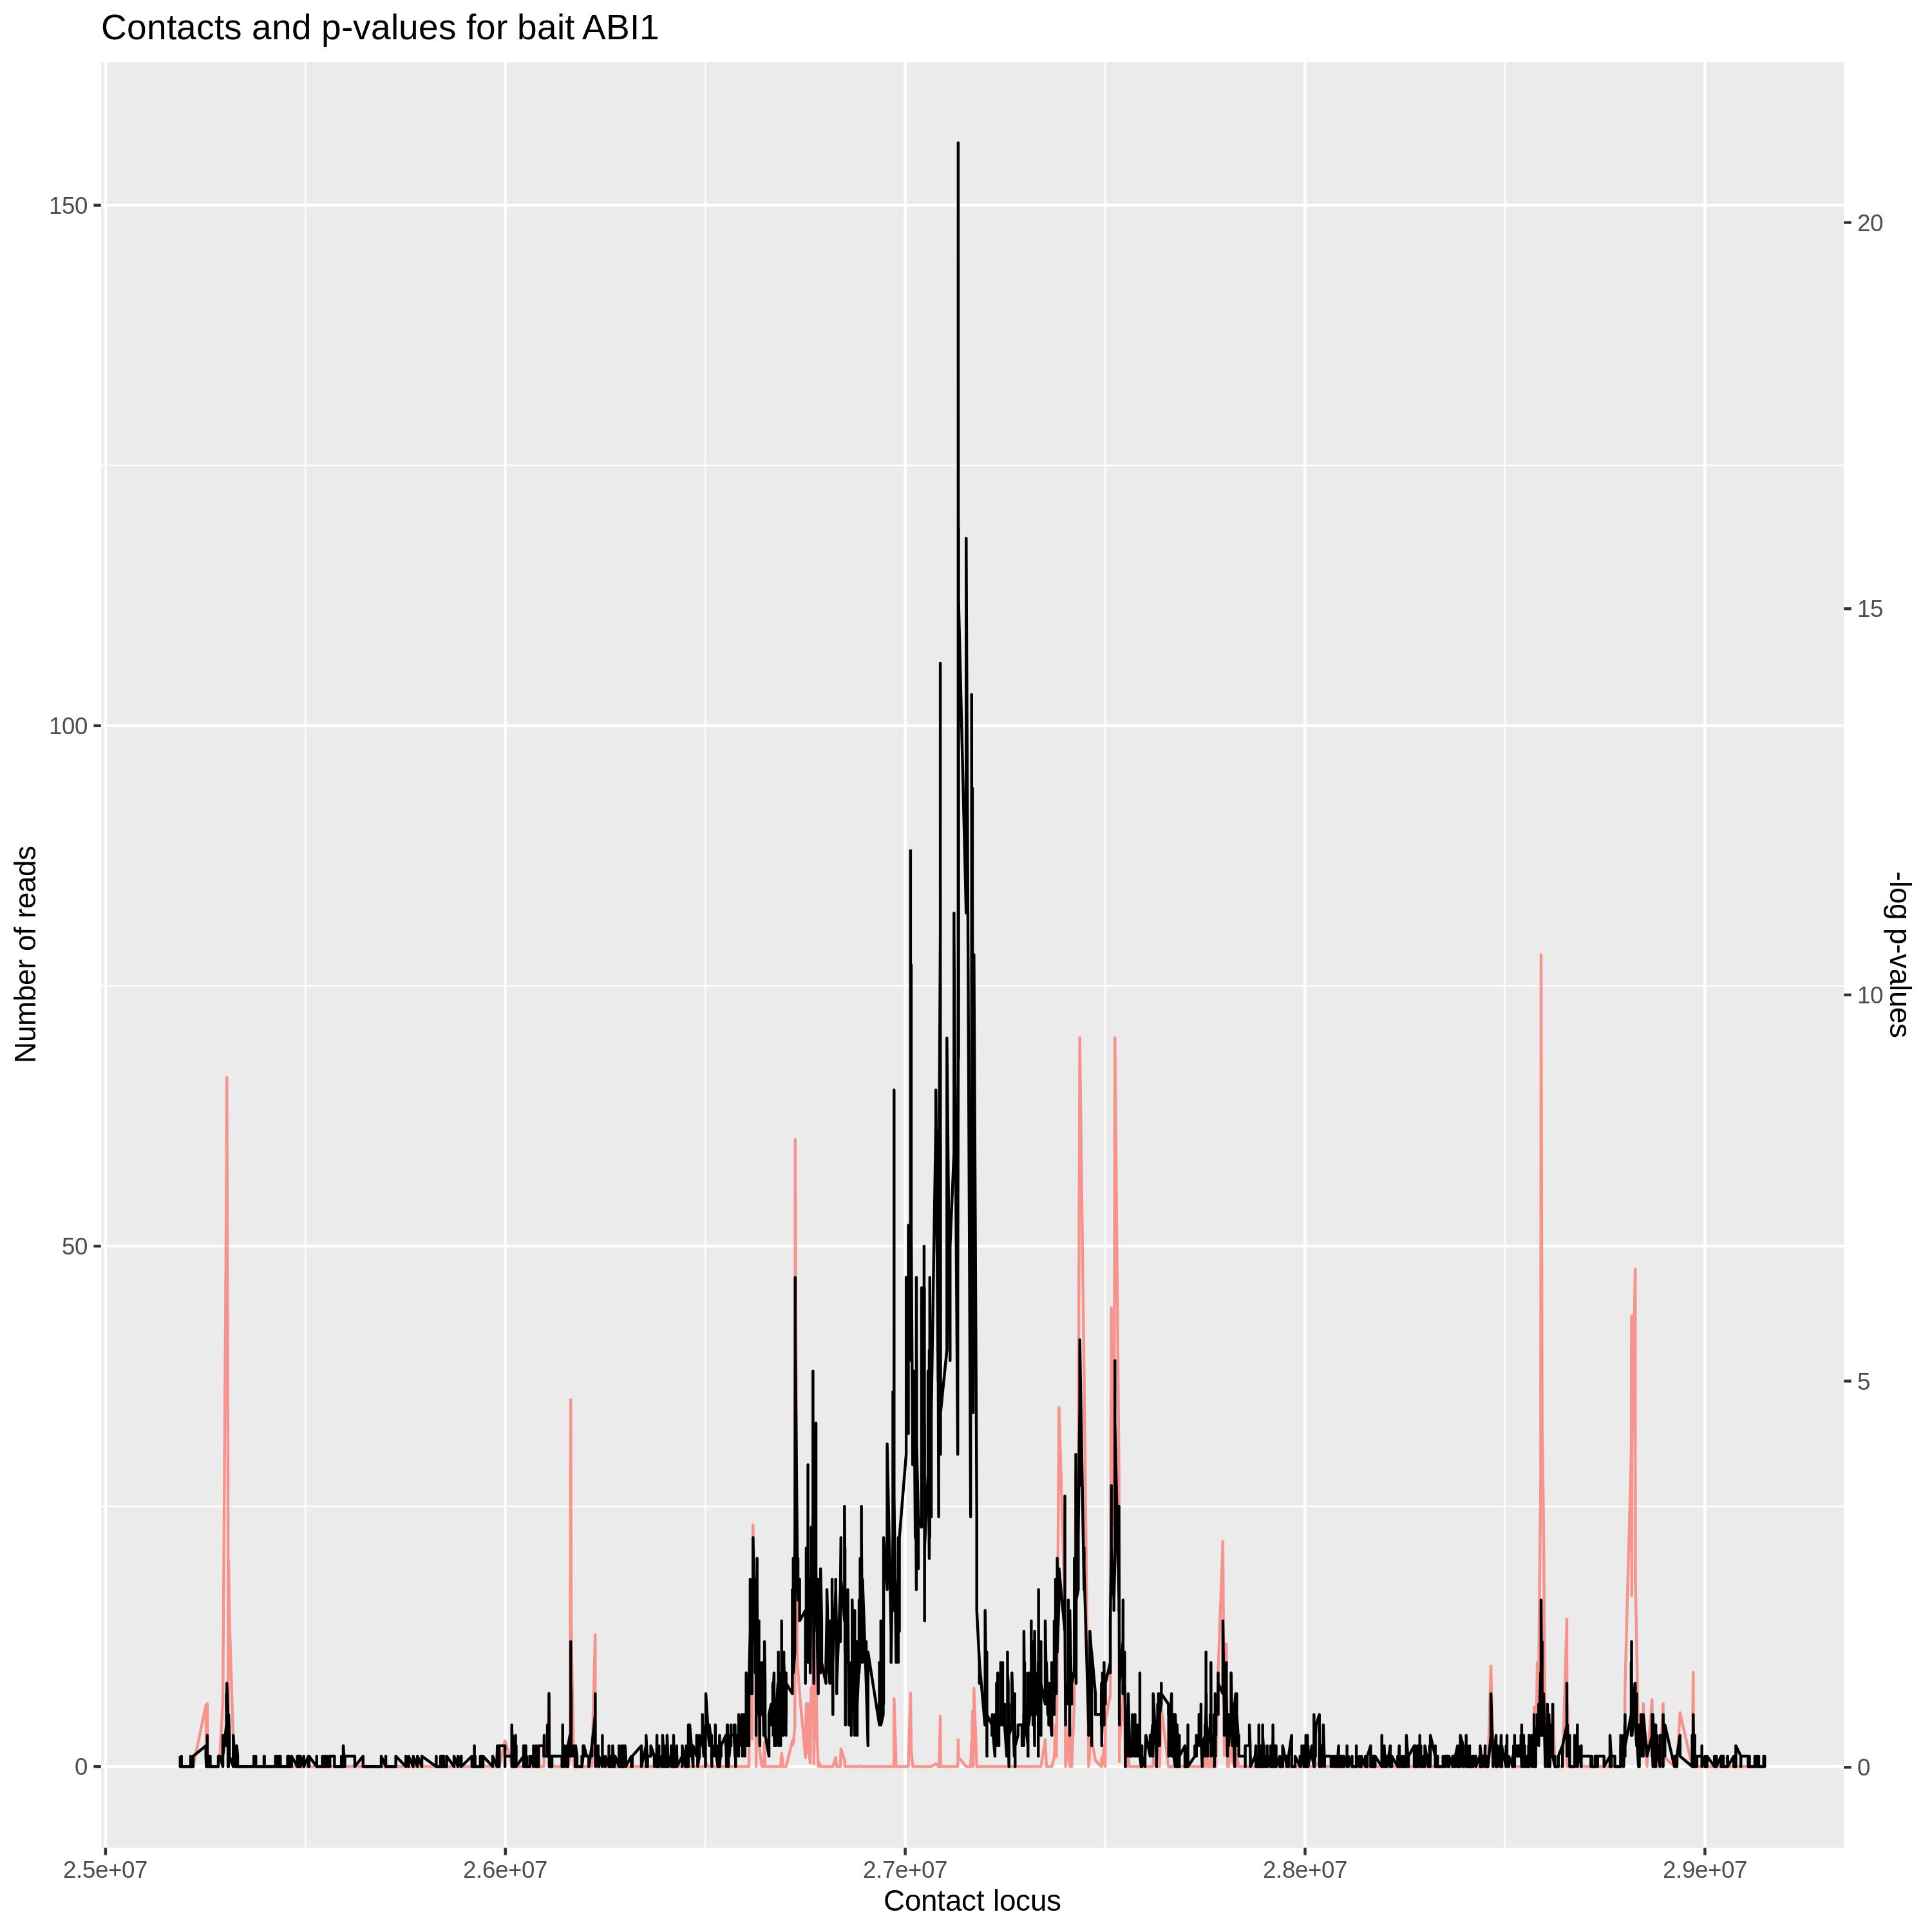 Contacts and p-values for bait ABI1
150
100
50
0
Number of reads
20
15
10
5
0
-log p-values
2.5e+07
2.6e+07
2.7e+07
2.8e+07
2.9e+07
Contact locus